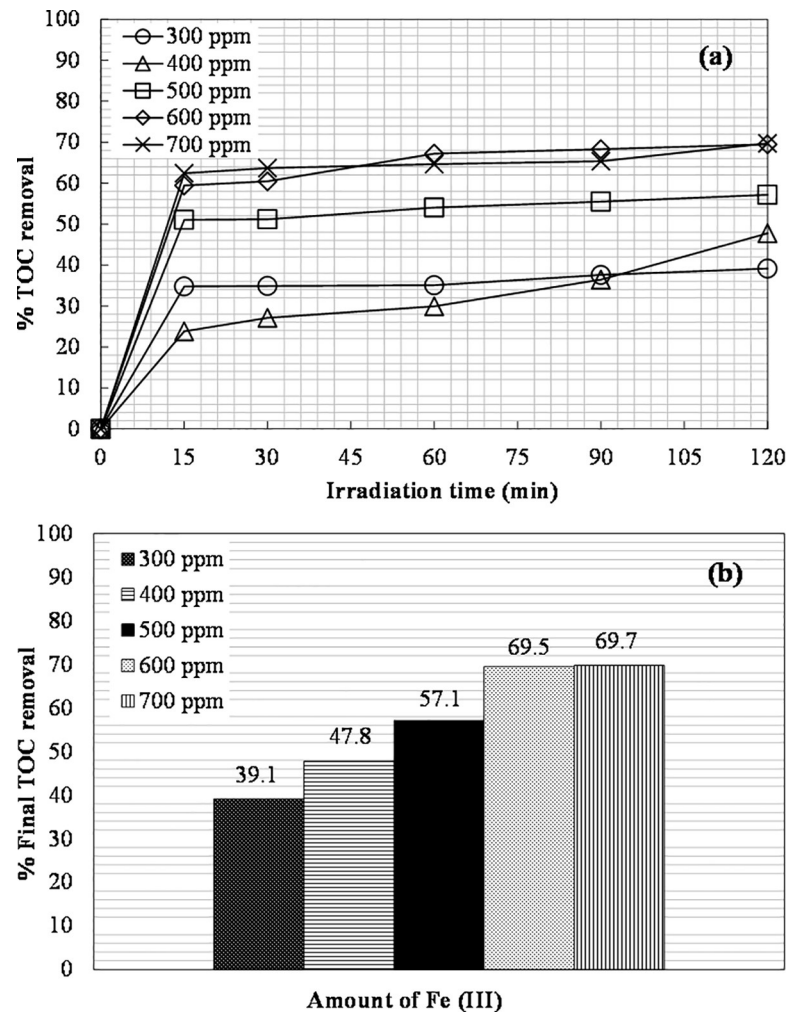 100
90
80
70
60
50
40
30
20
10
0
% TOC removal
300 ppm
400 ppm
500 ppm
600 ppm
700 ppm
(a)
0 15 30 45 60 75 90 105 120
Irradiation time (min)
100
90
80
70
60
50
40
30
20
10
0
% Final TOC removal
300 ppm
400 ppm
500 ppm
600 ppm
700 ppm
(b)
39.1
47.8
57.1
69.5
69.7
Amount of Fe (III)